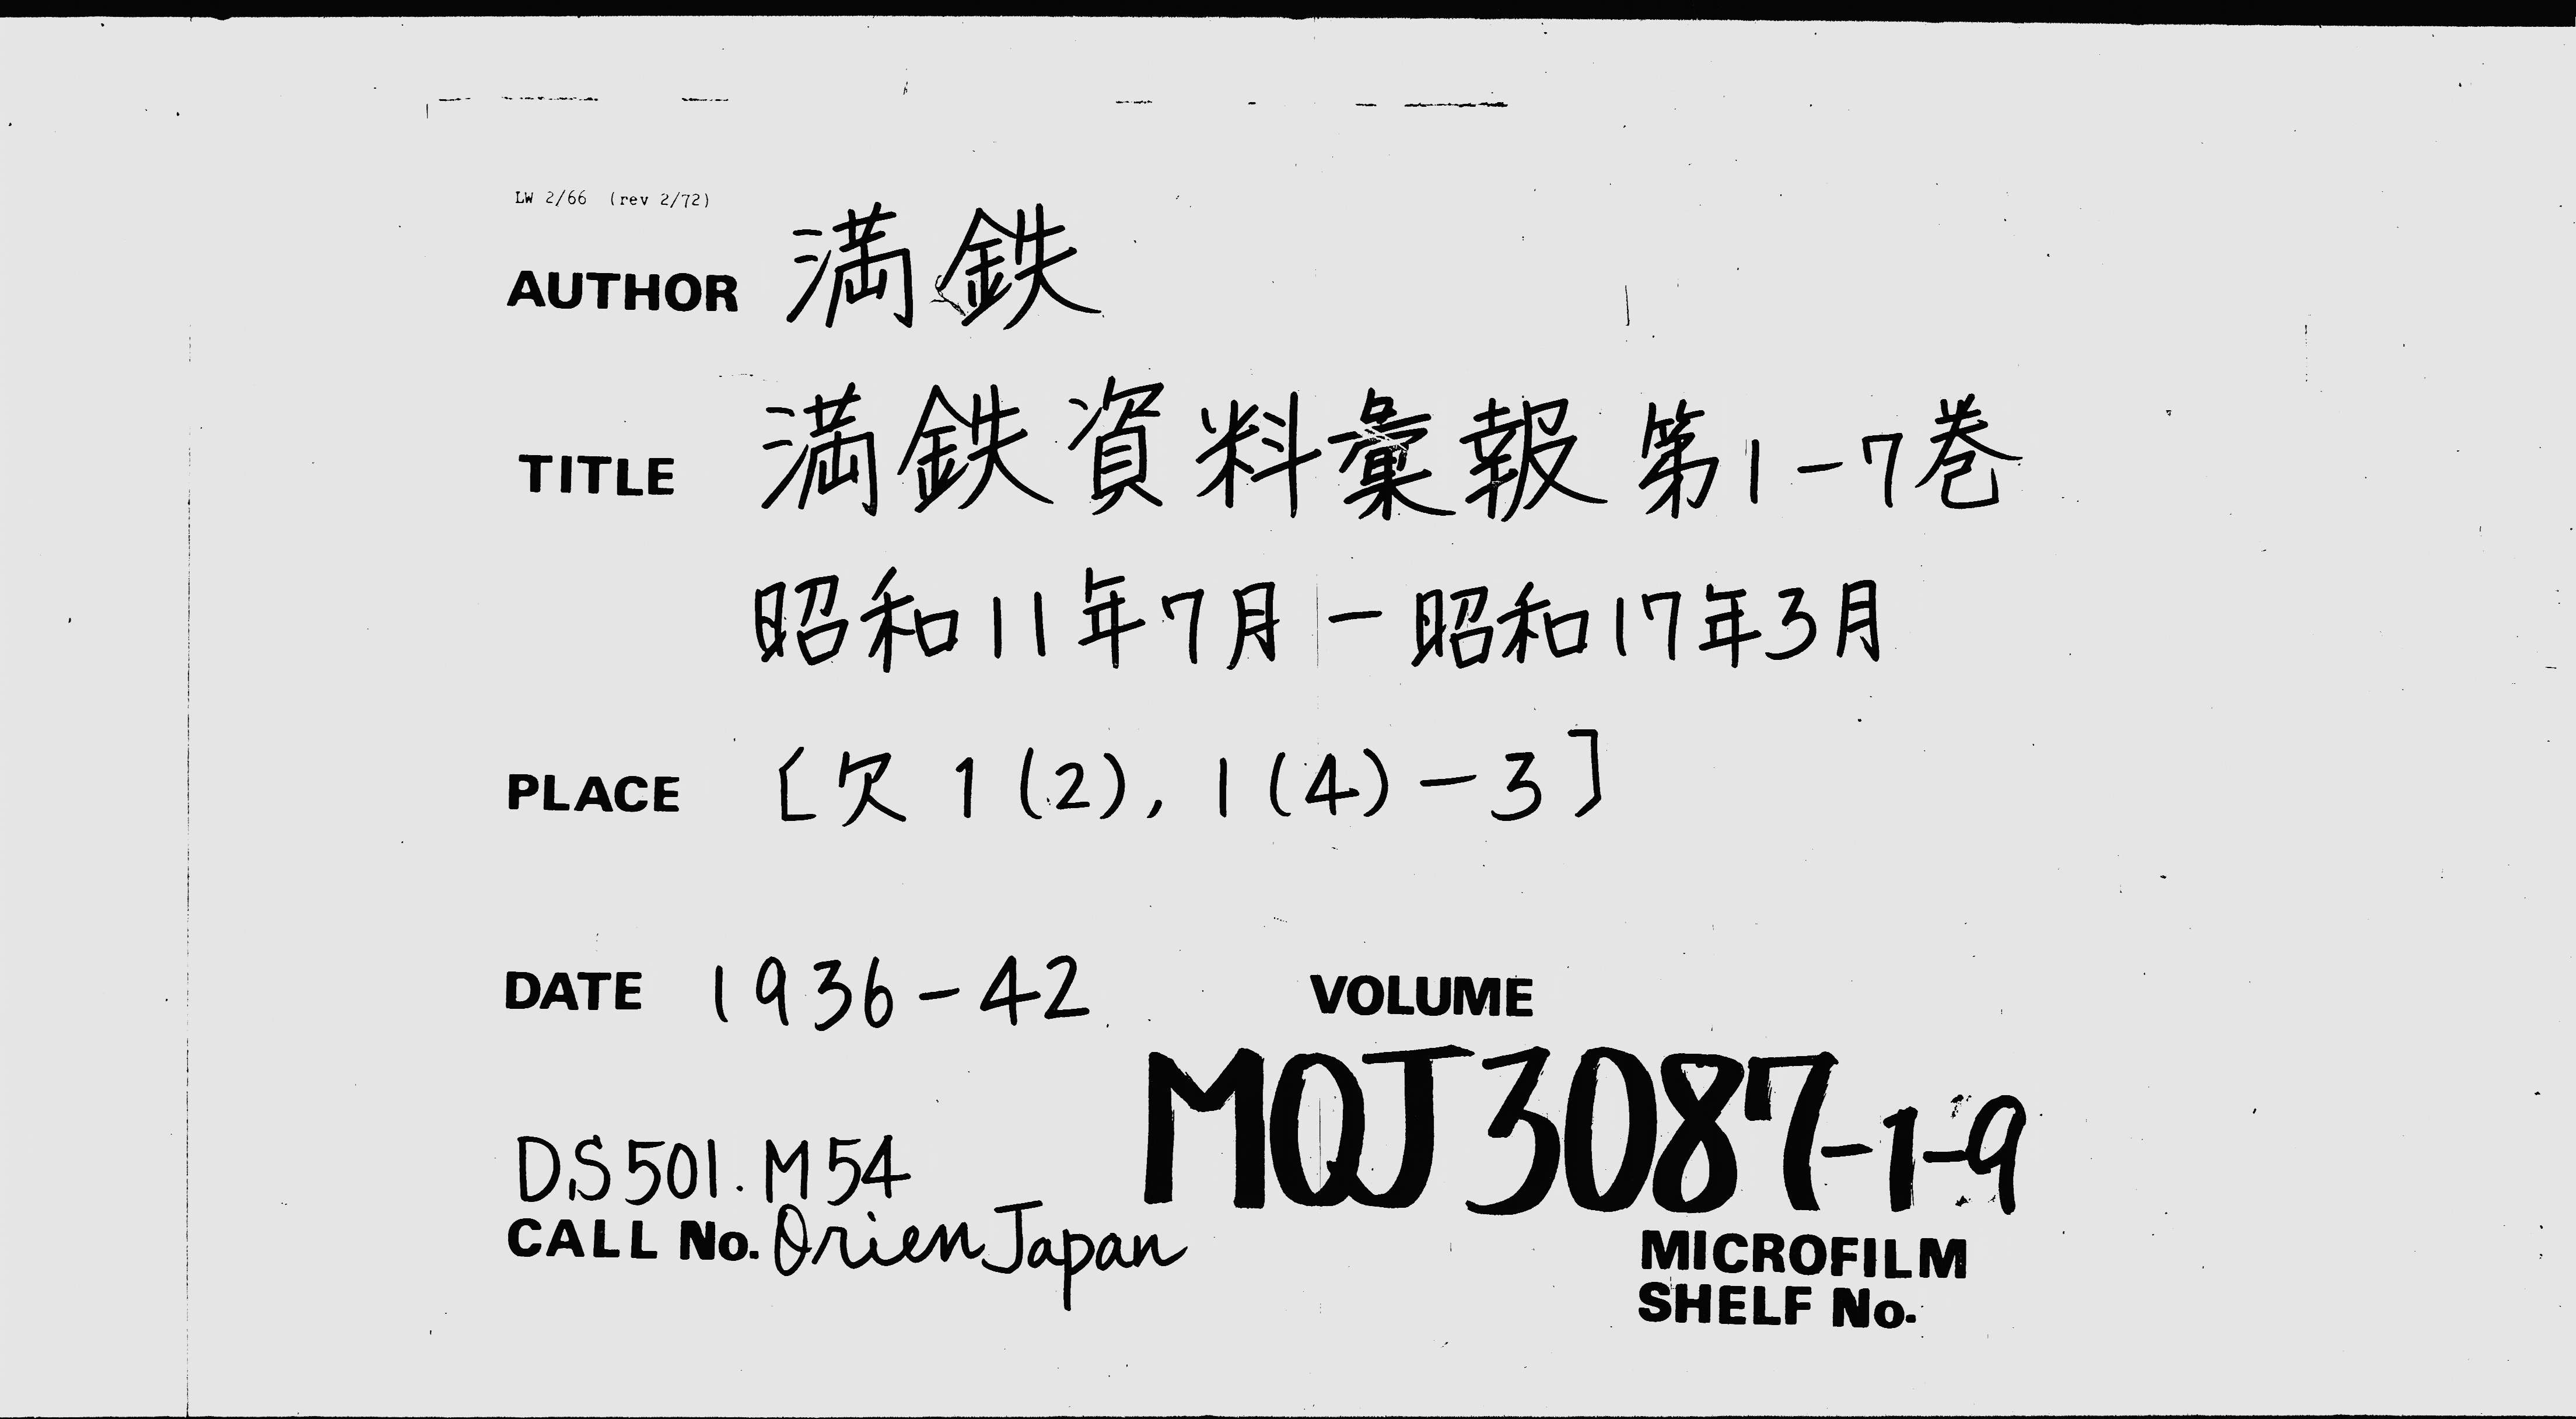 LW 2/66 (rev 2/72)
AUTHOR 満鉄
TITLE 満鉄資料彙報 第1-7巻
昭和11年7月-昭和17年3月
PLACE [欠 1(2), 1(4)-3]
DATE 1936-42 VOLUME
MQJ3087-1-9
DS501.M54
CALL No. Orien Japan
MICROFILM
SHELF No.